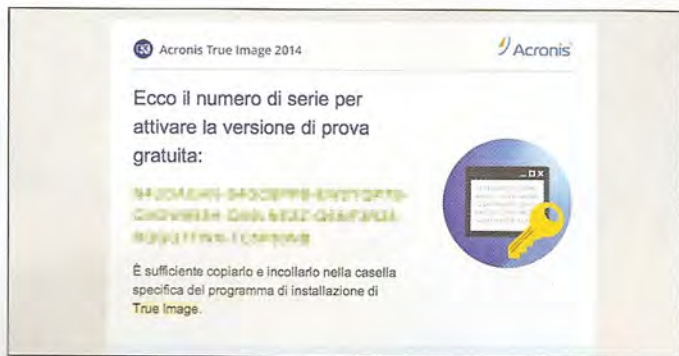 Acronis True Image 2014
Acronis
Ecco il numero di serie per
attivare la versione di prova
gratuita:
È sufficiente copiarlo e incollarlo nella casella
specifica del programma di installazione di
True Image.